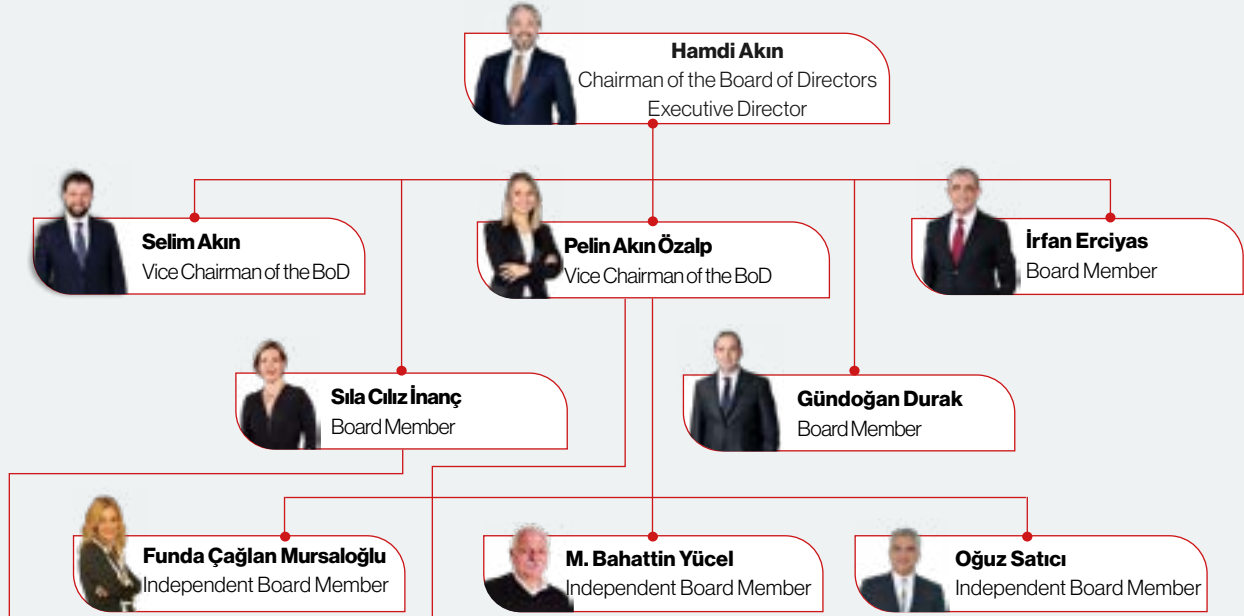 Hamdi Akın
Chairman of the Board of Directors
Executive Director
Selim Akın
Vice Chairman of the BoD
Pelin Akın Özalp
Vice Chairman of the BoD
İrfan Erciyas
Board Member
Sıla Cılız İnanç
Board Member
Gündoğan Durak
Board Member
Funda Çağlan Mursaloğlu
Independent Board Member
M. Bahattin Yücel
Independent Board Member
Oğuz Satıcı
Independent Board Member